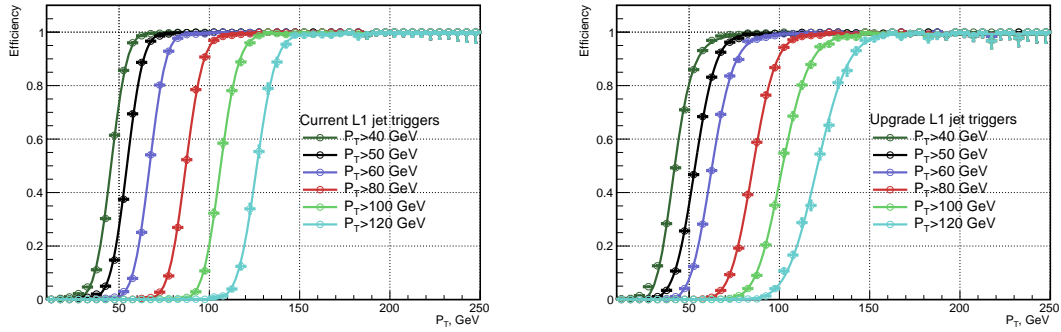 Efficiency
1
0.8
0.6
0.4
0.2
0
Current L1 jet triggers
P_T>40 GeV
P_T>50 GeV
P_T>60 GeV
P_T>80 GeV
P_T>100 GeV
P_T>120 GeV
50 100 150 200 250
P_T, GeV
Efficiency
1
0.8
0.6
0.4
0.2
0
Upgrade L1 jet triggers
P_T>40 GeV
P_T>50 GeV
P_T>60 GeV
P_T>80 GeV
P_T>100 GeV
P_T>120 GeV
50 100 150 200 250
P_T, GeV